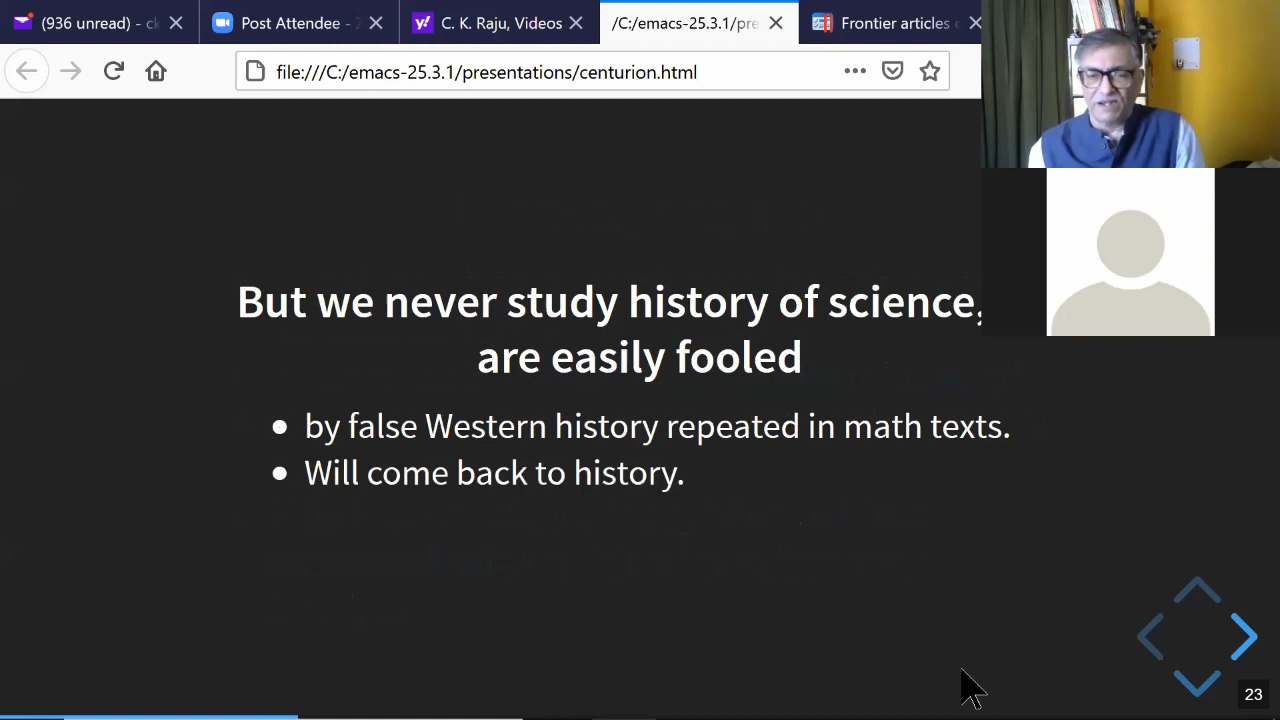 (936 unread) - c
Post Attendee -
C. K. Raju, Videos
/C:/emacs-25.3.1/pre
Frontier articles
file:///C:/emacs-25.3.1/presentations/centurion.html
But we never study history of science,
are easily fooled
by false Western history repeated in math texts.
Will come back to history.
23